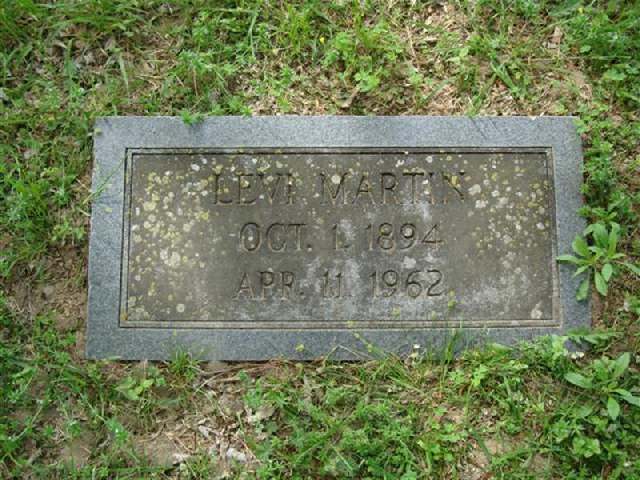 LEVI MARTIN
OCT. 1, 1894
APR. 11, 1962